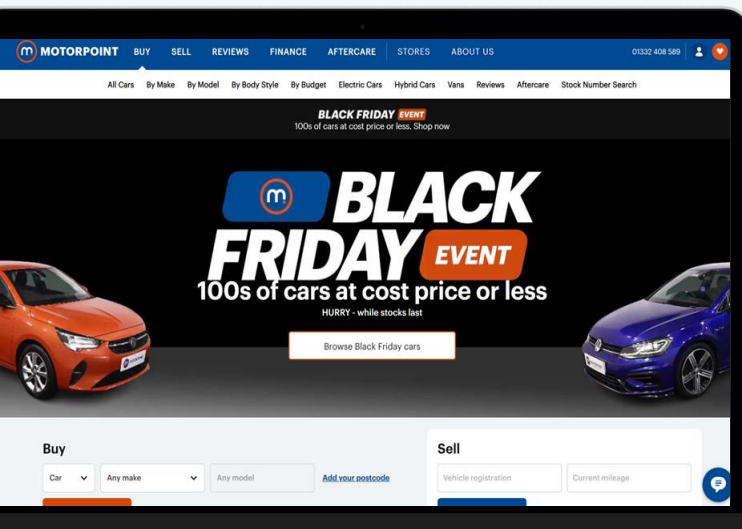 m MOTORPOINT BUY SELL REVIEWS FINANCE AFTERCARE STORES ABOUT US 01332 408 589
All Cars By Make By Model By Body Style By Budget Electric Cars Hybrid Cars Vans Reviews Aftercare Stock Number Search
BLACK FRIDAY EVENT
100s of cars at cost price or less. Shop now
m BLACK
FRIDAY EVENT
100s of cars at cost price or less
HURRY - while stocks last
Browse Black Friday cars
Buy
Car Any make Any model Add your postcode
Sell
Vehicle registration Current mileage